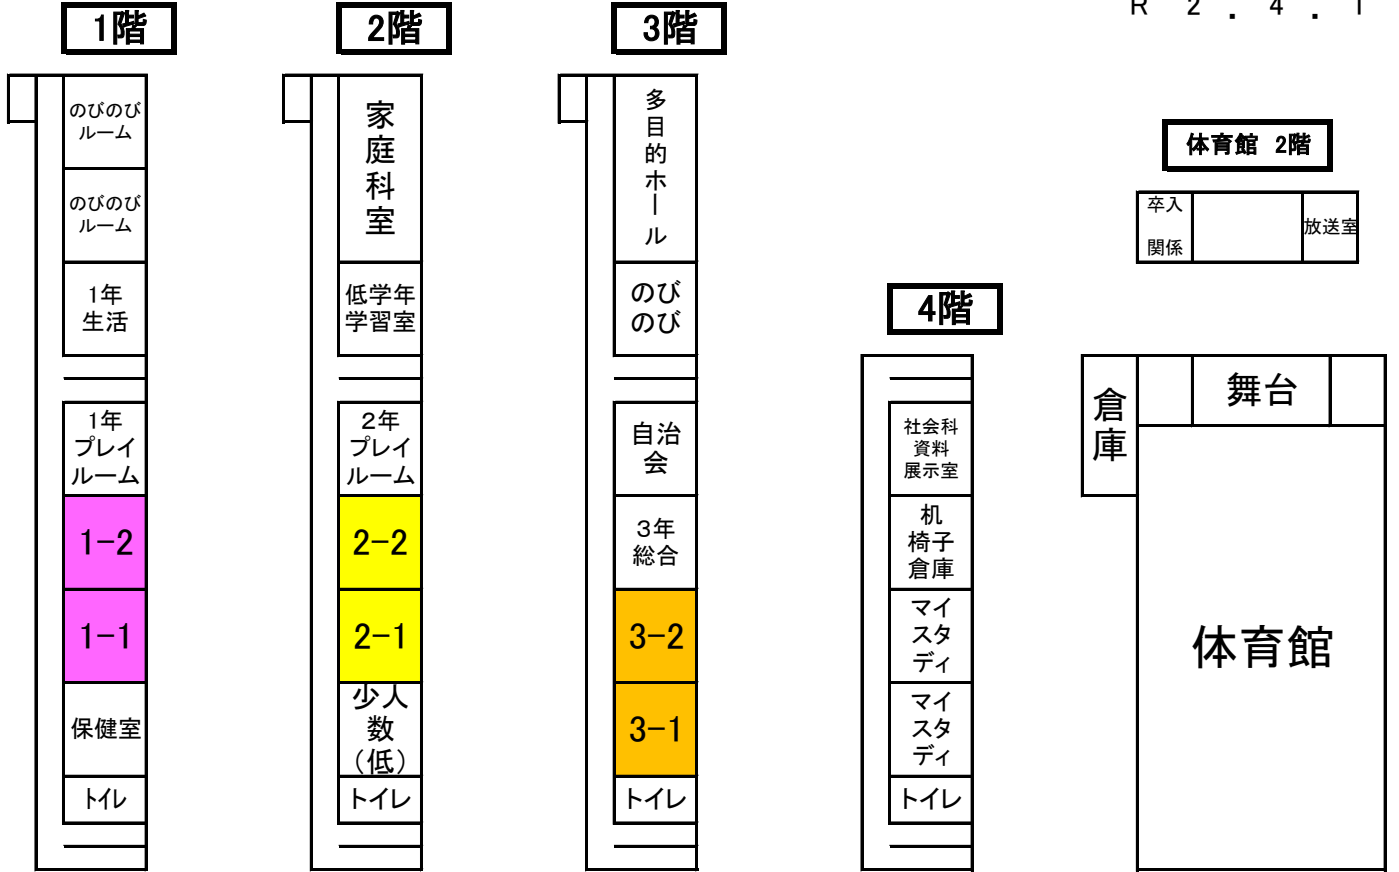 R 2 . 4 . 1
1階
2階
3階
のびのび
ルーム
のびのび
ルーム
1年
生活
1年
プレイ
ルーム
1-2
1-1
保健室
トイレ
家
庭
科
室
低学年
学習室
2年
プレイ
ルーム
2-2
2-1
少人
数
(低)
トイレ
多
目
的
ホ
ー
ル
のび
のび
自治
会
3年
総合
3-2
3-1
トイレ
4階
社会科
資料
展示室
机
椅子
倉庫
マイ
スタ
ディ
マイ
スタ
ディ
トイレ
体育館 2階
卒入
関係
放送室
倉
庫
舞台
体育館